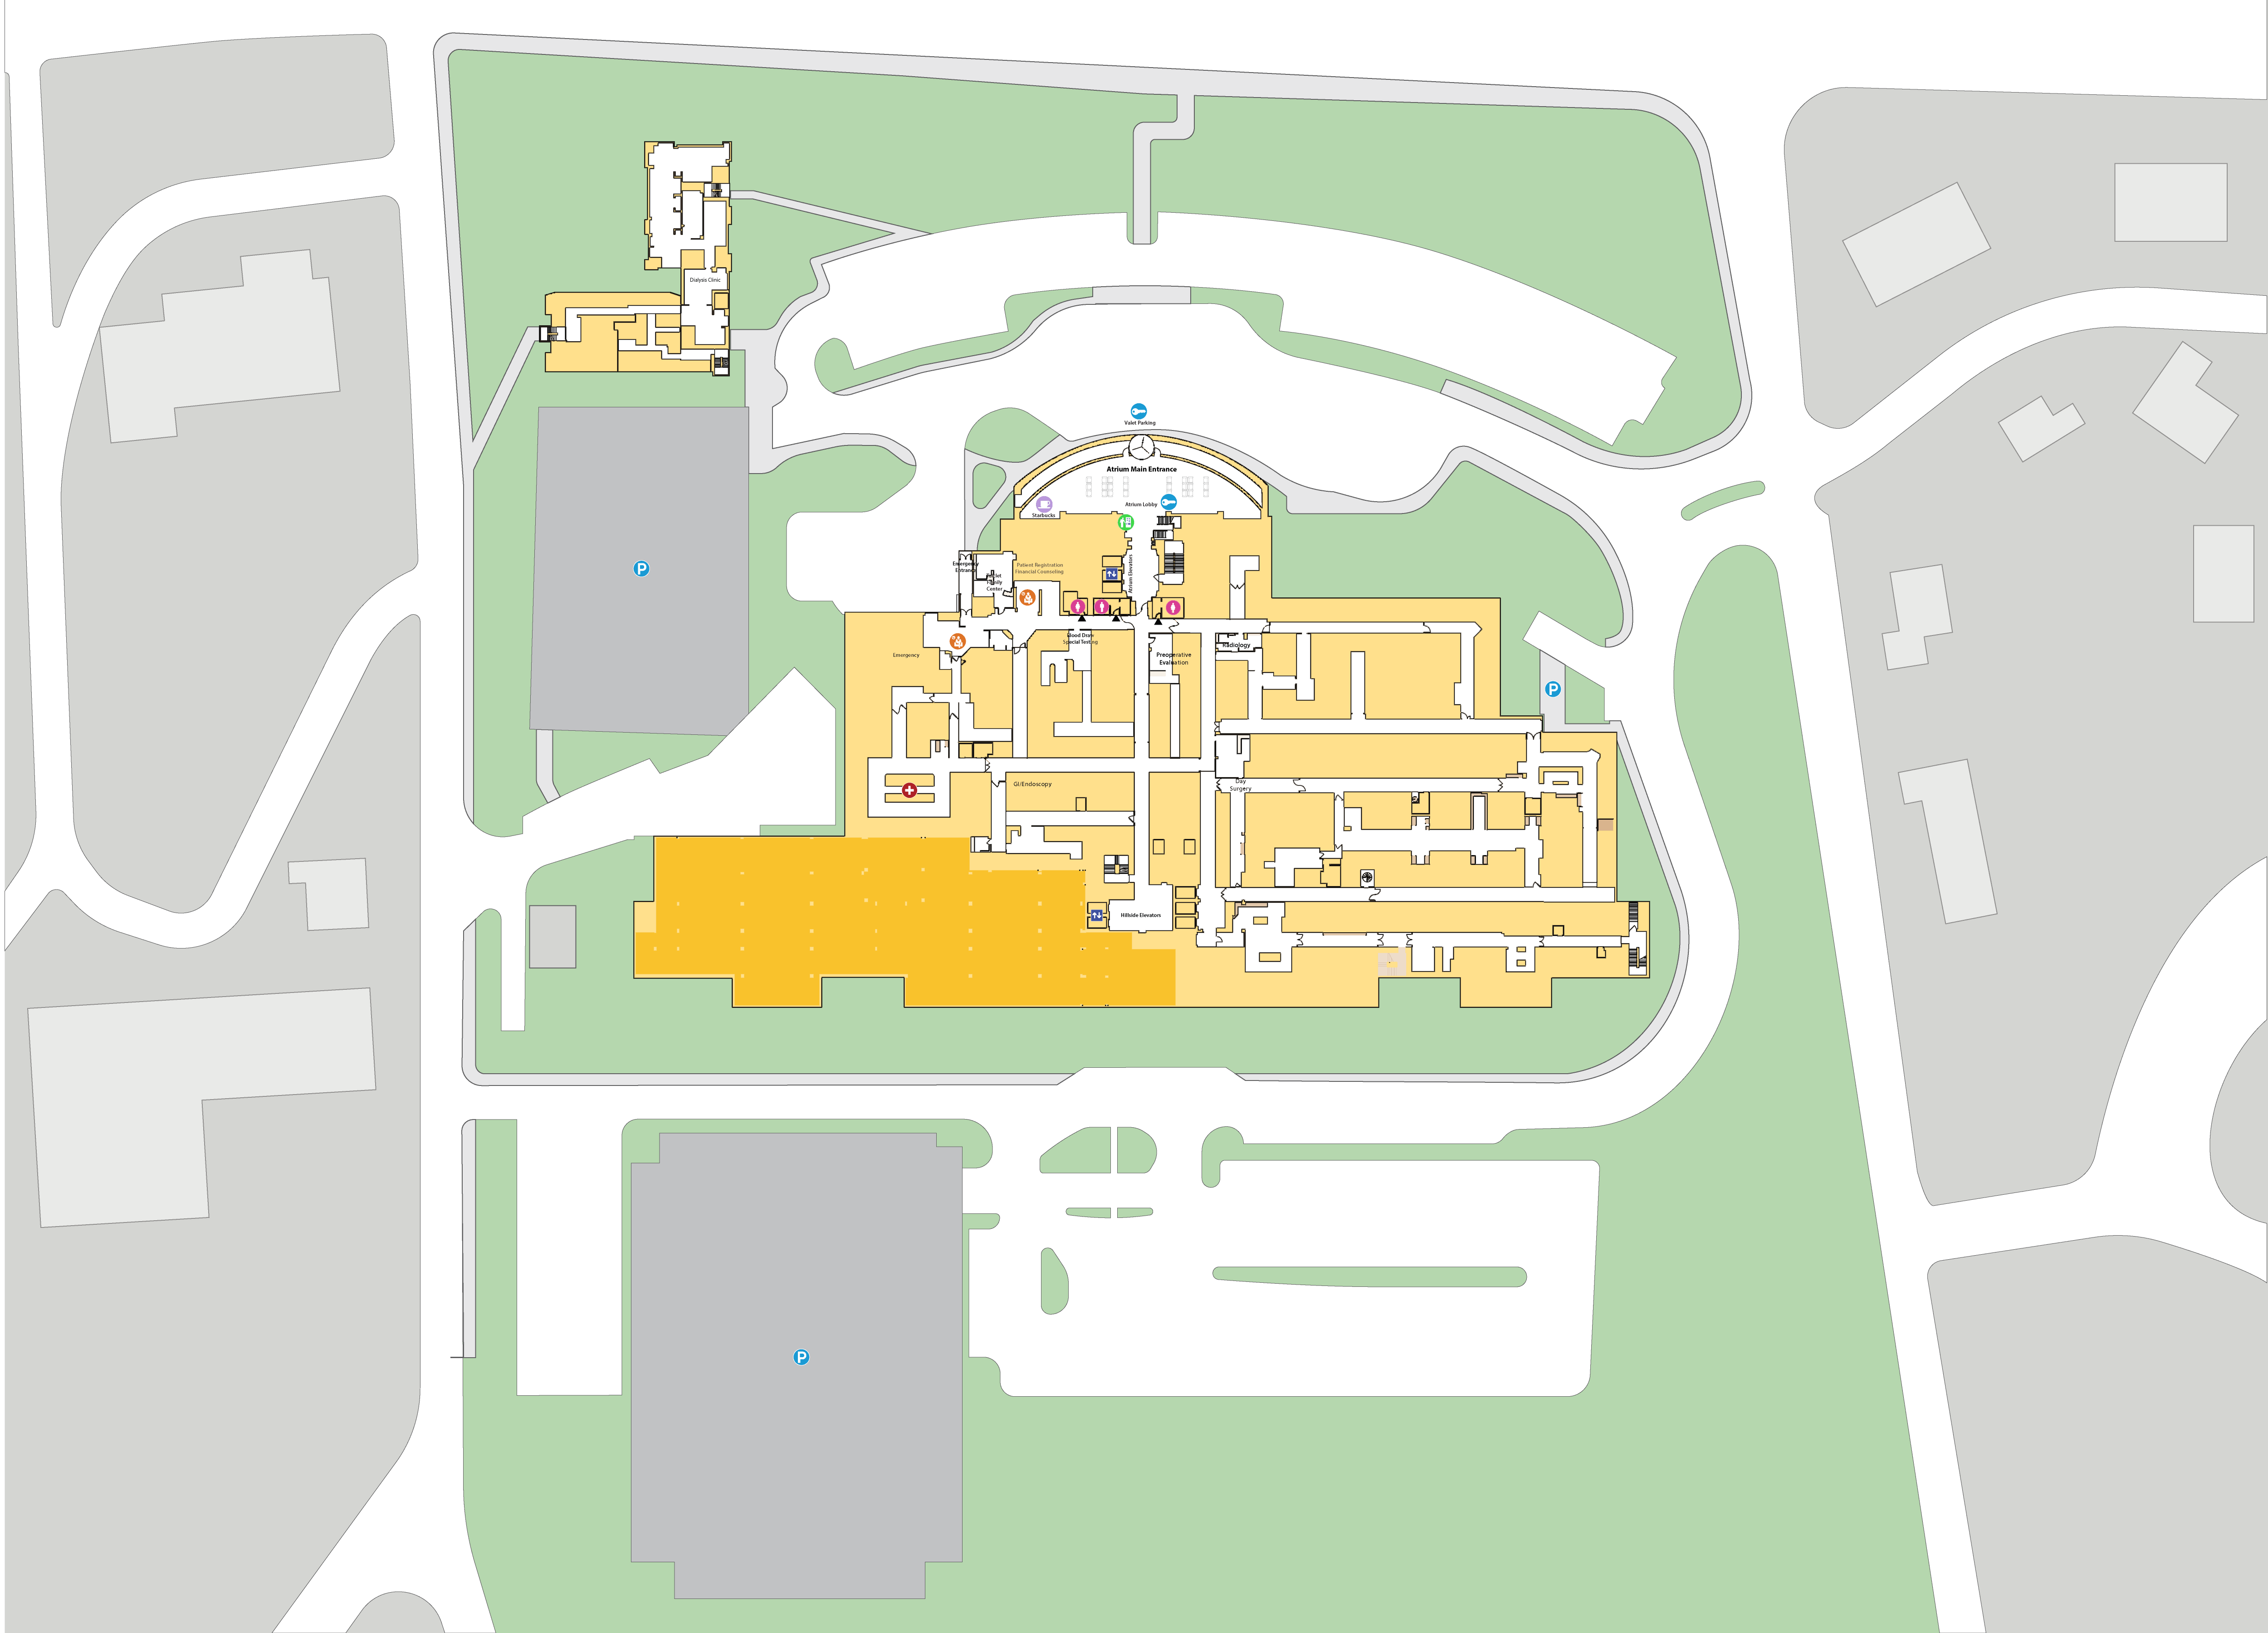 Dialysis Clinic
Valet Parking
Atrium Main Entrance
Atrium Lobby
Starbucks
Emergency
Entrance
Center
Patient Registration
Financial Counseling
Atrium Elevators
Blood Draw
Special Testing
Emergency
Preoperative
Evaluation
Radiology
P
P
GI/Endoscopy
Day
Surgery
Hillside Elevators
P